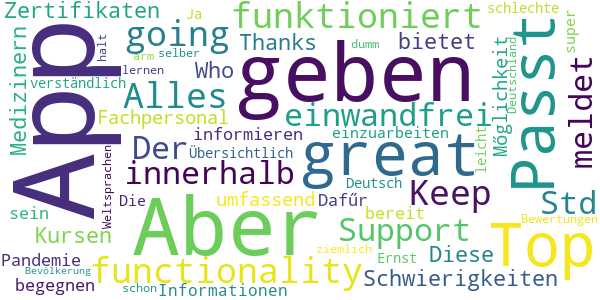 Zertifikaten
Ja
going
funktioniert
schlechte
App
halt
arm
selber
Thanks
dumm
bietet
super
Medizinern
verständlich
lernen
Who
geben
Möglichkeit
Deutschland
Passt
meldet
Alles
Fachpersonal
einwandfrei
Der
informieren
einzuarbeiten
leicht
Übersichtlich
great
innerhalb
Weltsprachen
Die
umfassend
Dafűr
Deutsch
Keep
Std
sein
Aber
bereit
Support
Bewertungen
Kursen
Top
Pandemie
ziemlich
Ernst
Diese
Bevölkerung
functionality
Schwierigkeiten
begegnen
schon
Informationen